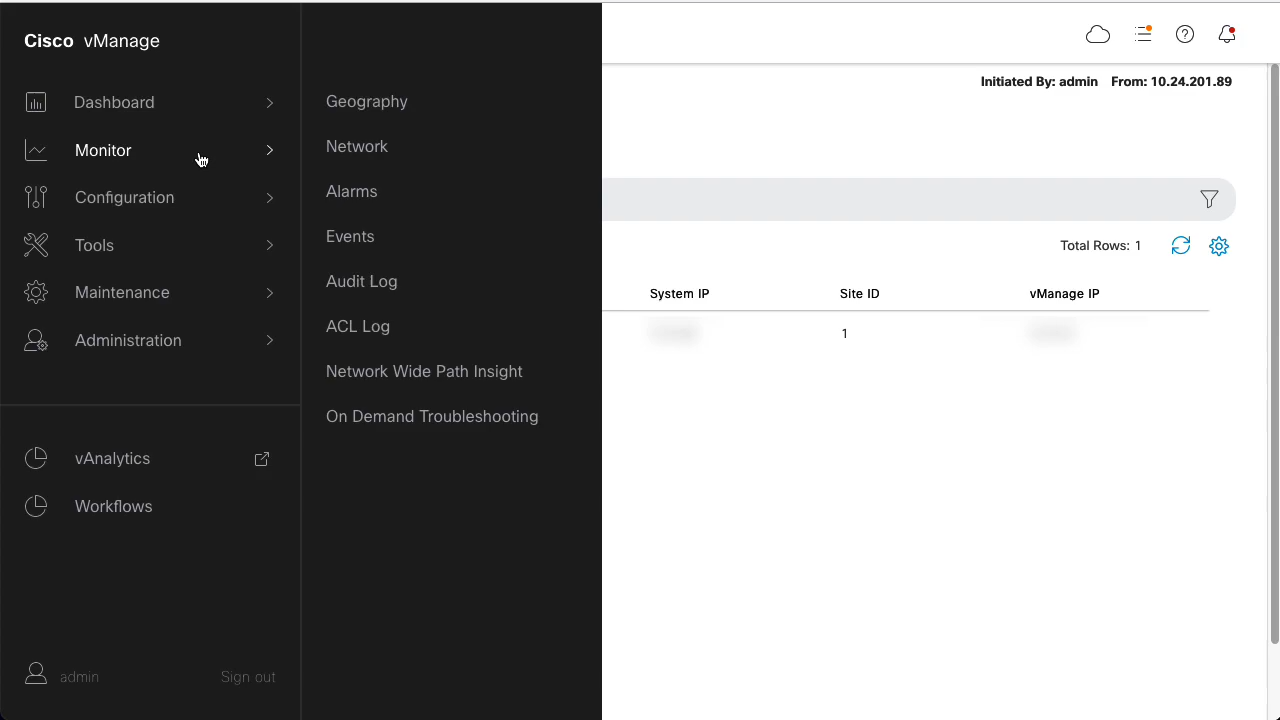 Cisco vManage
Dashboard
Monitor
Configuration
Tools
Maintenance
Administration
vAnalytics
Workflows
admin
Sign out
Geography
Network
Alarms
Events
Audit Log
ACL Log
Network Wide Path Insight
On Demand Troubleshooting
Initiated By: admin From: 10.24.201.89
Total Rows: 1
System IP Site ID vManage IP
1